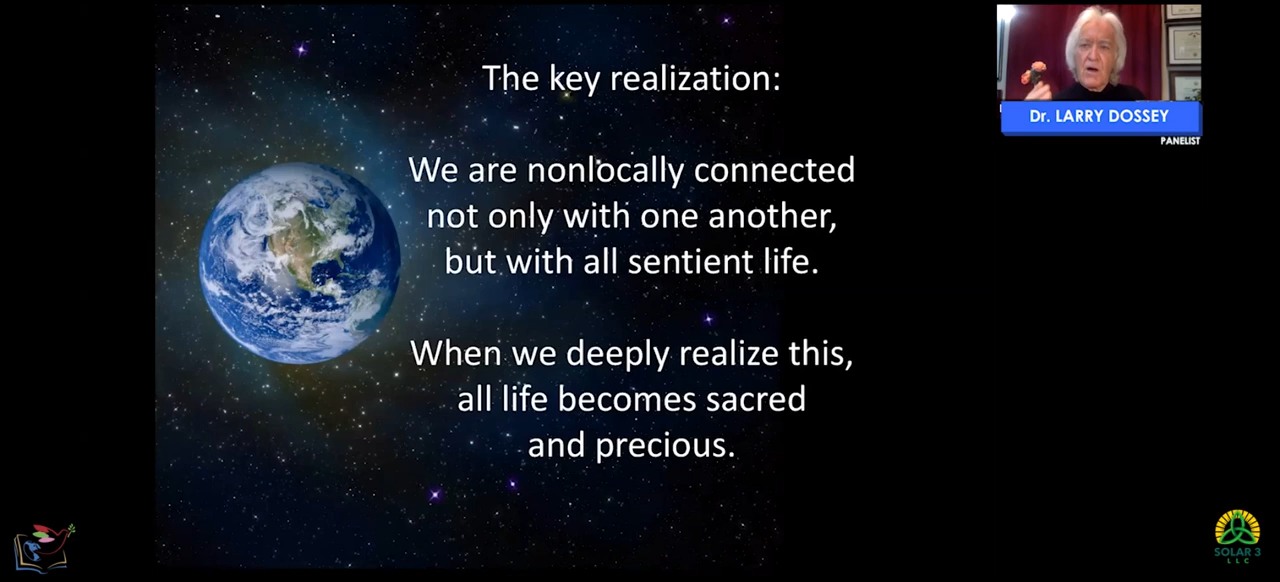 The key realization:
We are nonlocally connected
not only with one another,
but with all sentient life.
When we deeply realize this,
all life becomes sacred
and precious.
Dr. LARRY DOSSEY
PANELIST
SOLAR 3
LLC